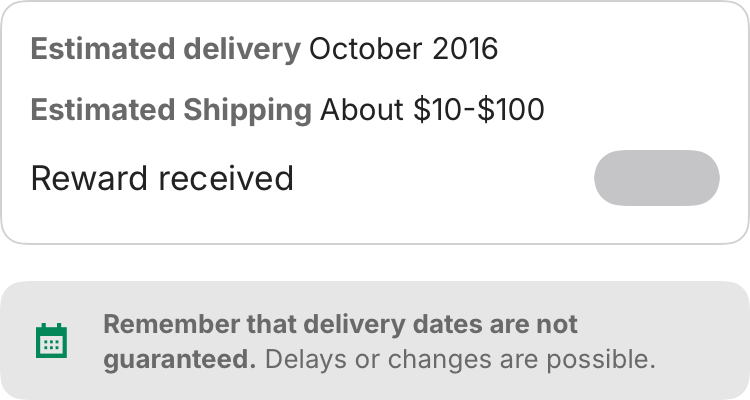 Estimated delivery October 2016
Estimated Shipping About $10-$100
Reward received
Remember that delivery dates are not
guaranteed. Delays or changes are possible.